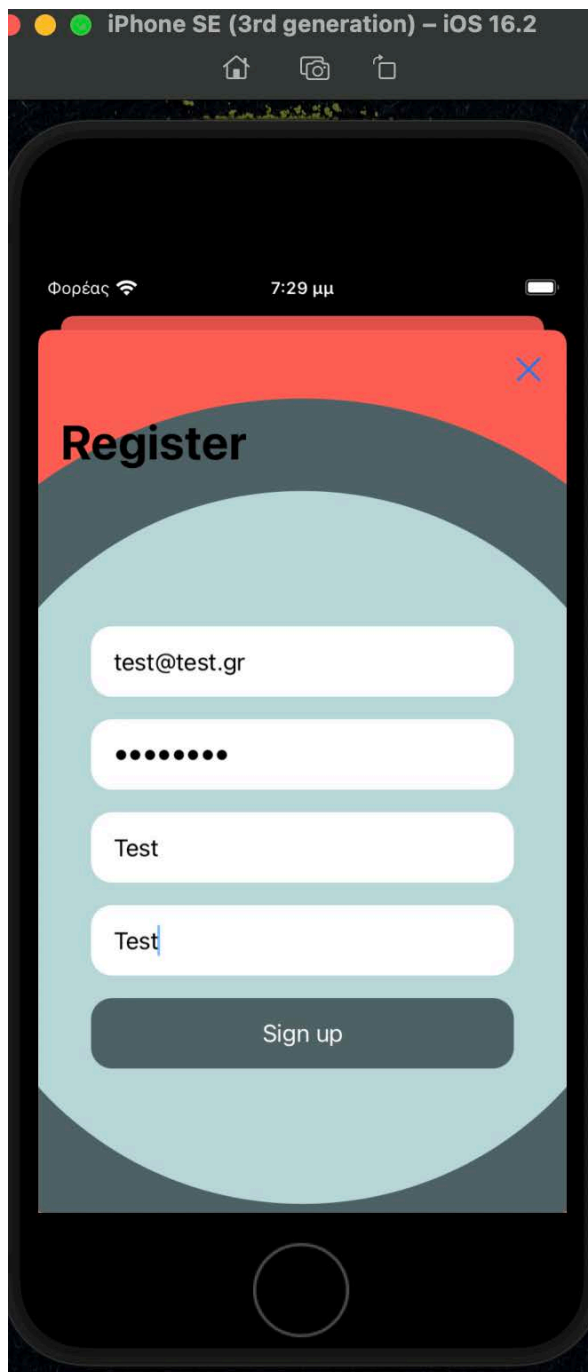 iPhone SE (3rd generation) – iOS 16.2
Φορέας 7:29 μμ
Register
test@test.gr
••••••••
Test
Test
Sign up